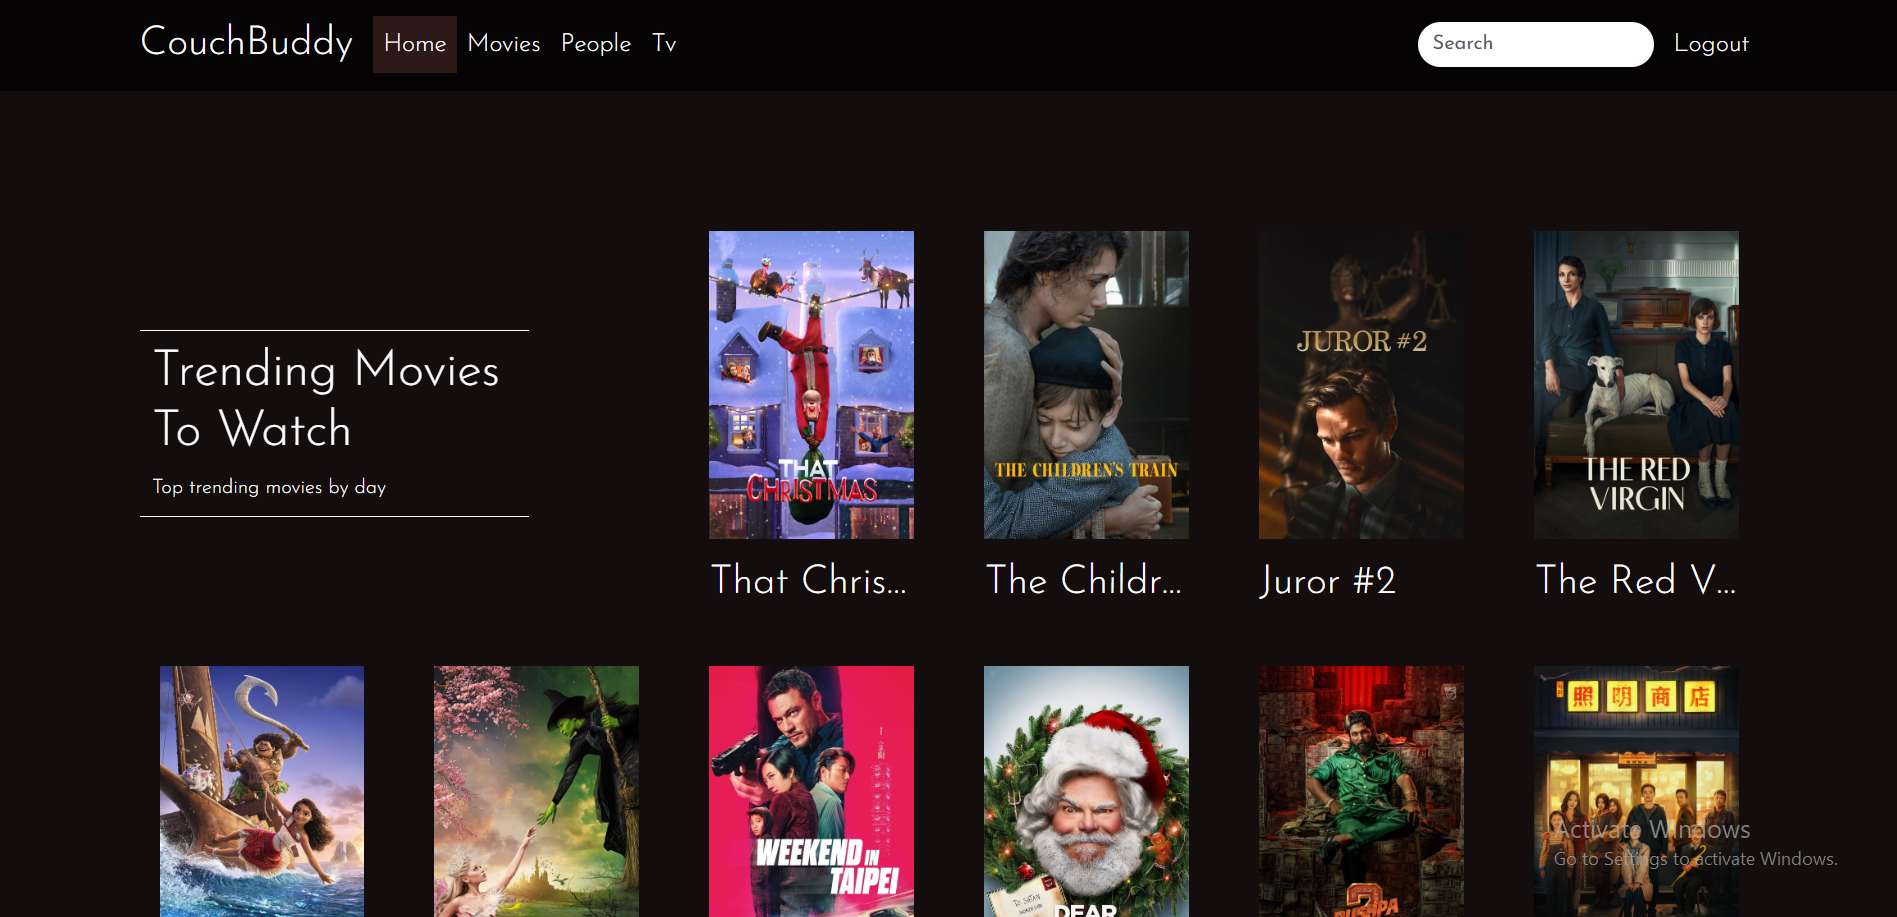 CouchBuddy Home Movies People Tv Search Logout
Trending Movies
To Watch
Top trending movies by day
THAT
CHRISTMAS
THE CHILDREN'S TRAIN
JUROR #2
THE RED
VIRGIN
That Chris...
The Childr...
Juror #2
The Red V...
WEEKEND IN
TAIPEI
TO SATAN
DEAR
2
PUSHPA
照明商店
Activate Windows
Go to Settings to activate Windows.